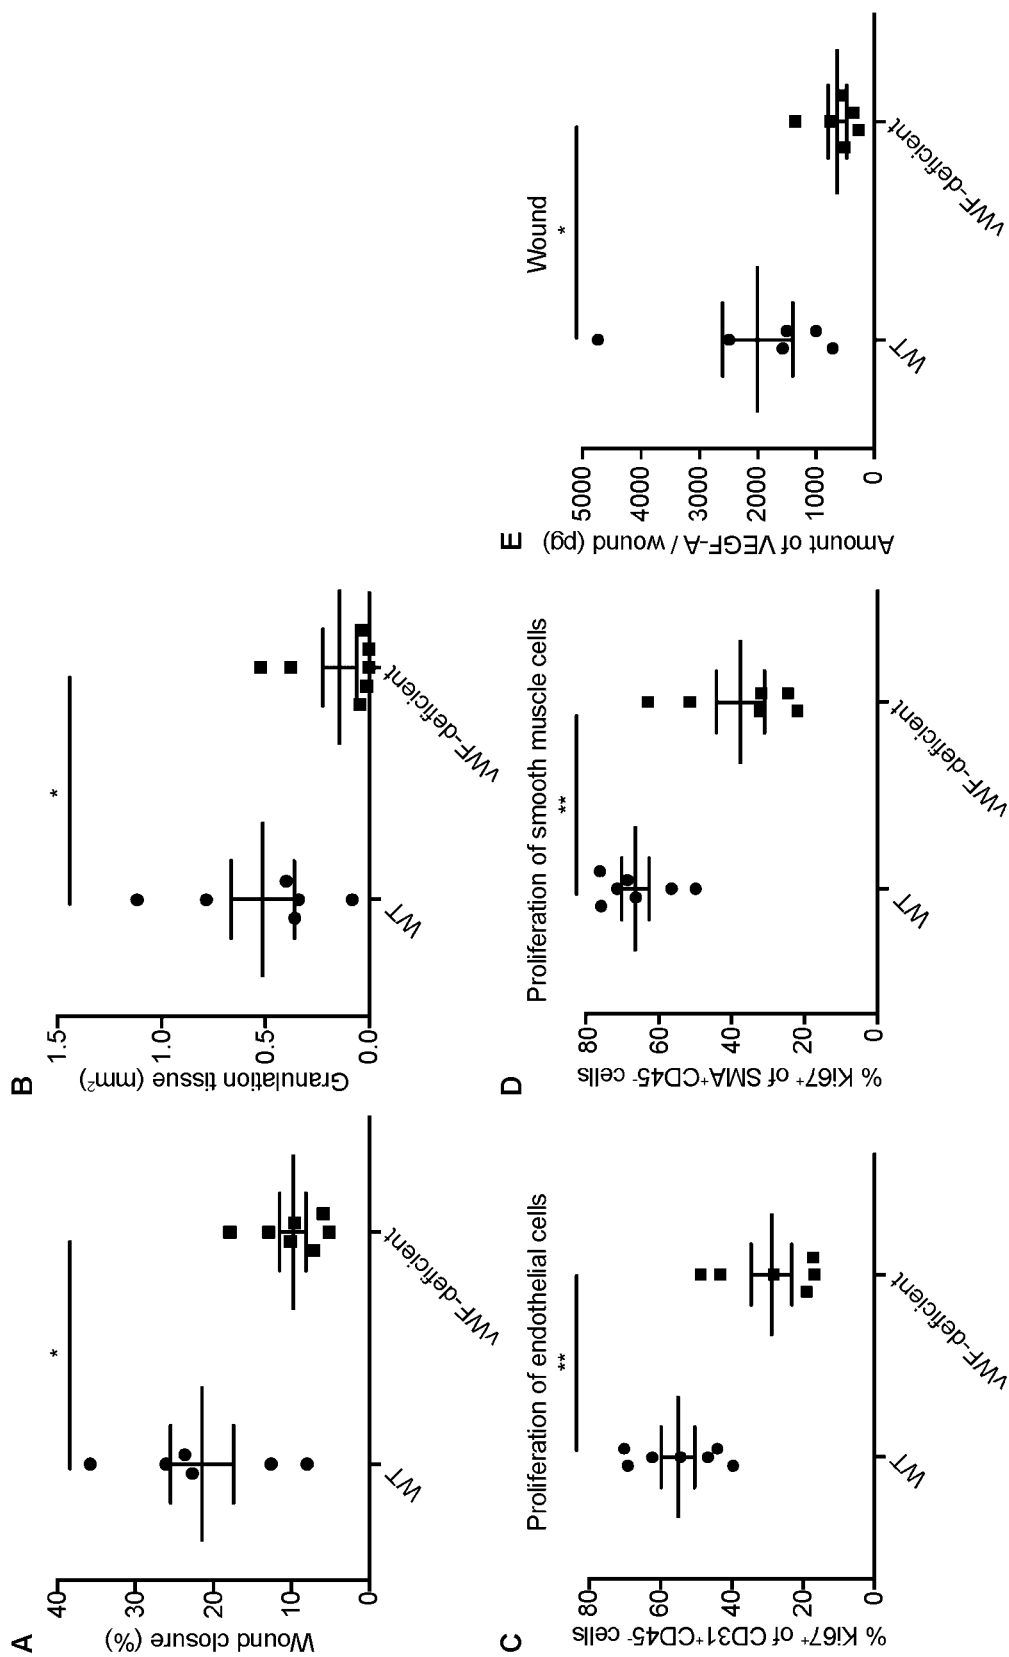 A
Wound closure (%)
40
30
20
10
0
*
WT
vWF-deficient
B
Granulation tissue (mm²)
1.5
1.0
0.5
0.0
*
WT
vWF-deficient
C
Proliferation of endothelial cells
% Ki67⁺ of CD31⁺CD45⁻ cells
80
60
40
20
0
**
WT
vWF-deficient
D
Proliferation of smooth muscle cells
% Ki67⁺ of SMA⁺CD45⁻ cells
80
60
40
20
0
**
WT
vWF-deficient
E
Wound
Amount of VEGF-A / wound (pg)
5000
4000
3000
2000
1000
0
*
WT
vWF-deficient